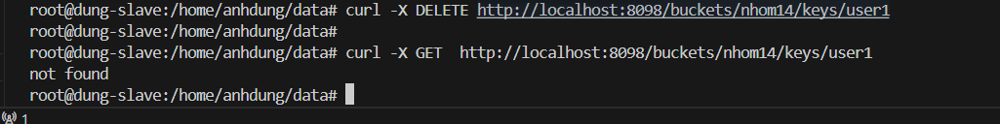 root@dung-slave:/home/anhdung/data# curl -X DELETE http://localhost:8098/buckets/nhom14/keys/user1
root@dung-slave:/home/anhdung/data#
root@dung-slave:/home/anhdung/data# curl -X GET  http://localhost:8098/buckets/nhom14/keys/user1
not found
root@dung-slave:/home/anhdung/data#
1